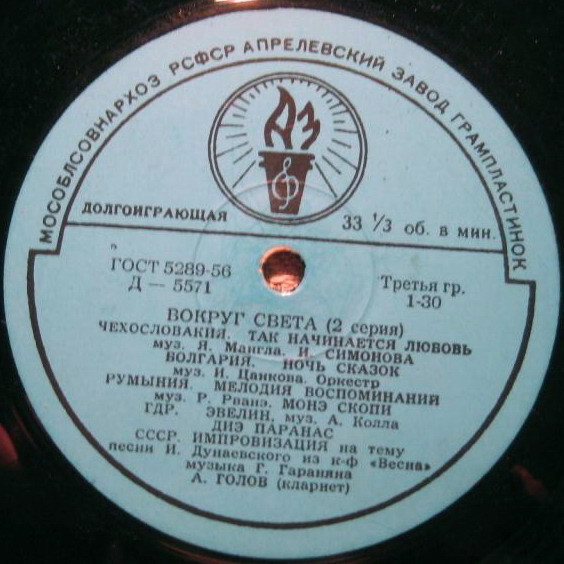 МОСОБЛСОВНАРХОЗ РСФСР АПРЕЛЕВСКИЙ ЗАВОД ГРАМПЛАСТИНОК
АЗ
ДОЛГОИГРАЮЩАЯ 33 ⅓ об. в мин.
ГОСТ 5289-56 Третья гр.
Д — 5571 1-30
ВОКРУГ СВЕТА (2 серия)
ЧЕХОСЛОВАКИЯ. ТАК НАЧИНАЕТСЯ ЛЮБОВЬ
муз. Я. Мангла, И. СИМОНОВА
БОЛГАРИЯ. НОЧЬ СКАЗОК
муз. И. Цанкова. Оркестр
РУМЫНИЯ. МЕЛОДИЯ ВОСПОМИНАНИЙ
муз. Р. Рванэ. МОНЭ СКОПИ
ГДР. ЭВЕЛИН, муз. А. Колла
ДИЭ ПАРАНАС
СССР. ИМПРОВИЗАЦИЯ на тему
песни И. Дунаевского из к-ф «Весна»
музыка Г. Гараняна
А. ГОЛОВ (кларнет)